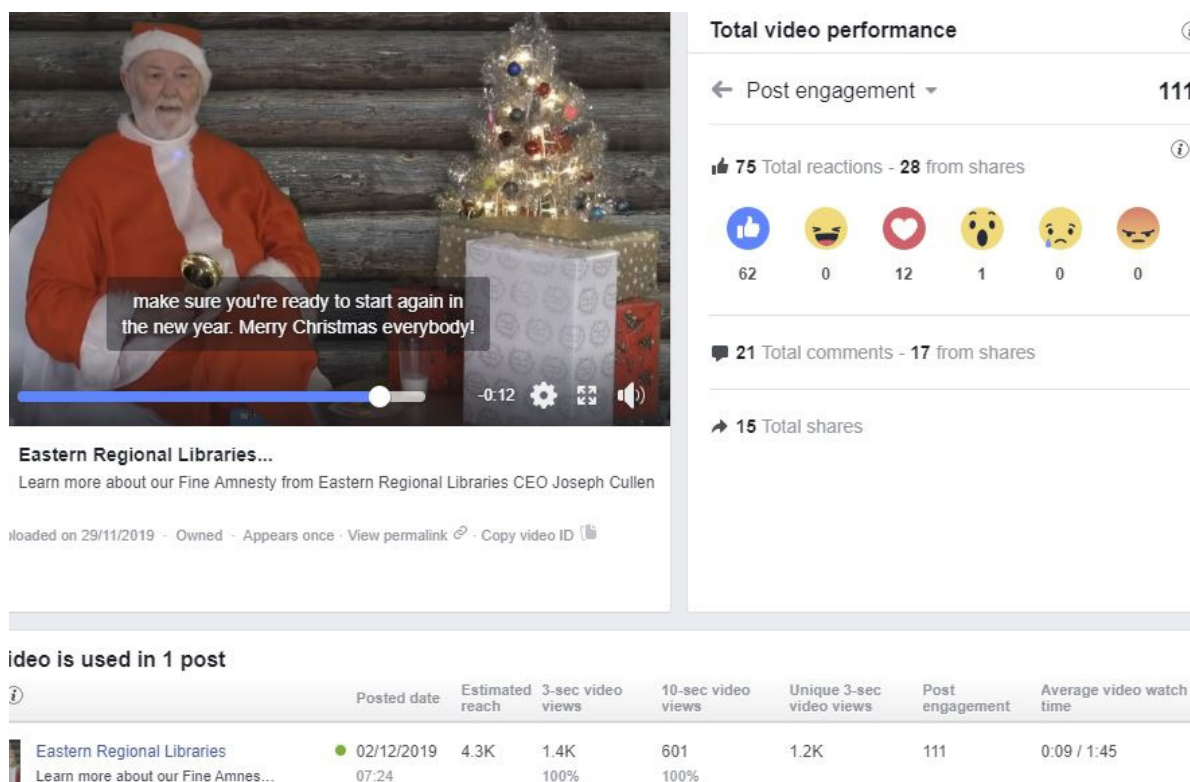 make sure you're ready to start again in
the new year. Merry Christmas everybody!
-0:12
Eastern Regional Libraries...
Learn more about our Fine Amnesty from Eastern Regional Libraries CEO Joseph Cullen
loaded on 29/11/2019 · Owned · Appears once · View permalink · Copy video ID
Total video performance
Post engagement 111
75 Total reactions - 28 from shares
62 0 12 1 0 0
21 Total comments - 17 from shares
15 Total shares
ideo is used in 1 post
Posted date Estimated reach 3-sec video views 10-sec video views Unique 3-sec video views Post engagement Average video watch time
Eastern Regional Libraries 02/12/2019 4.3K 1.4K 601 1.2K 111 0:09 / 1:45
Learn more about our Fine Amnes... 07:24 100% 100%